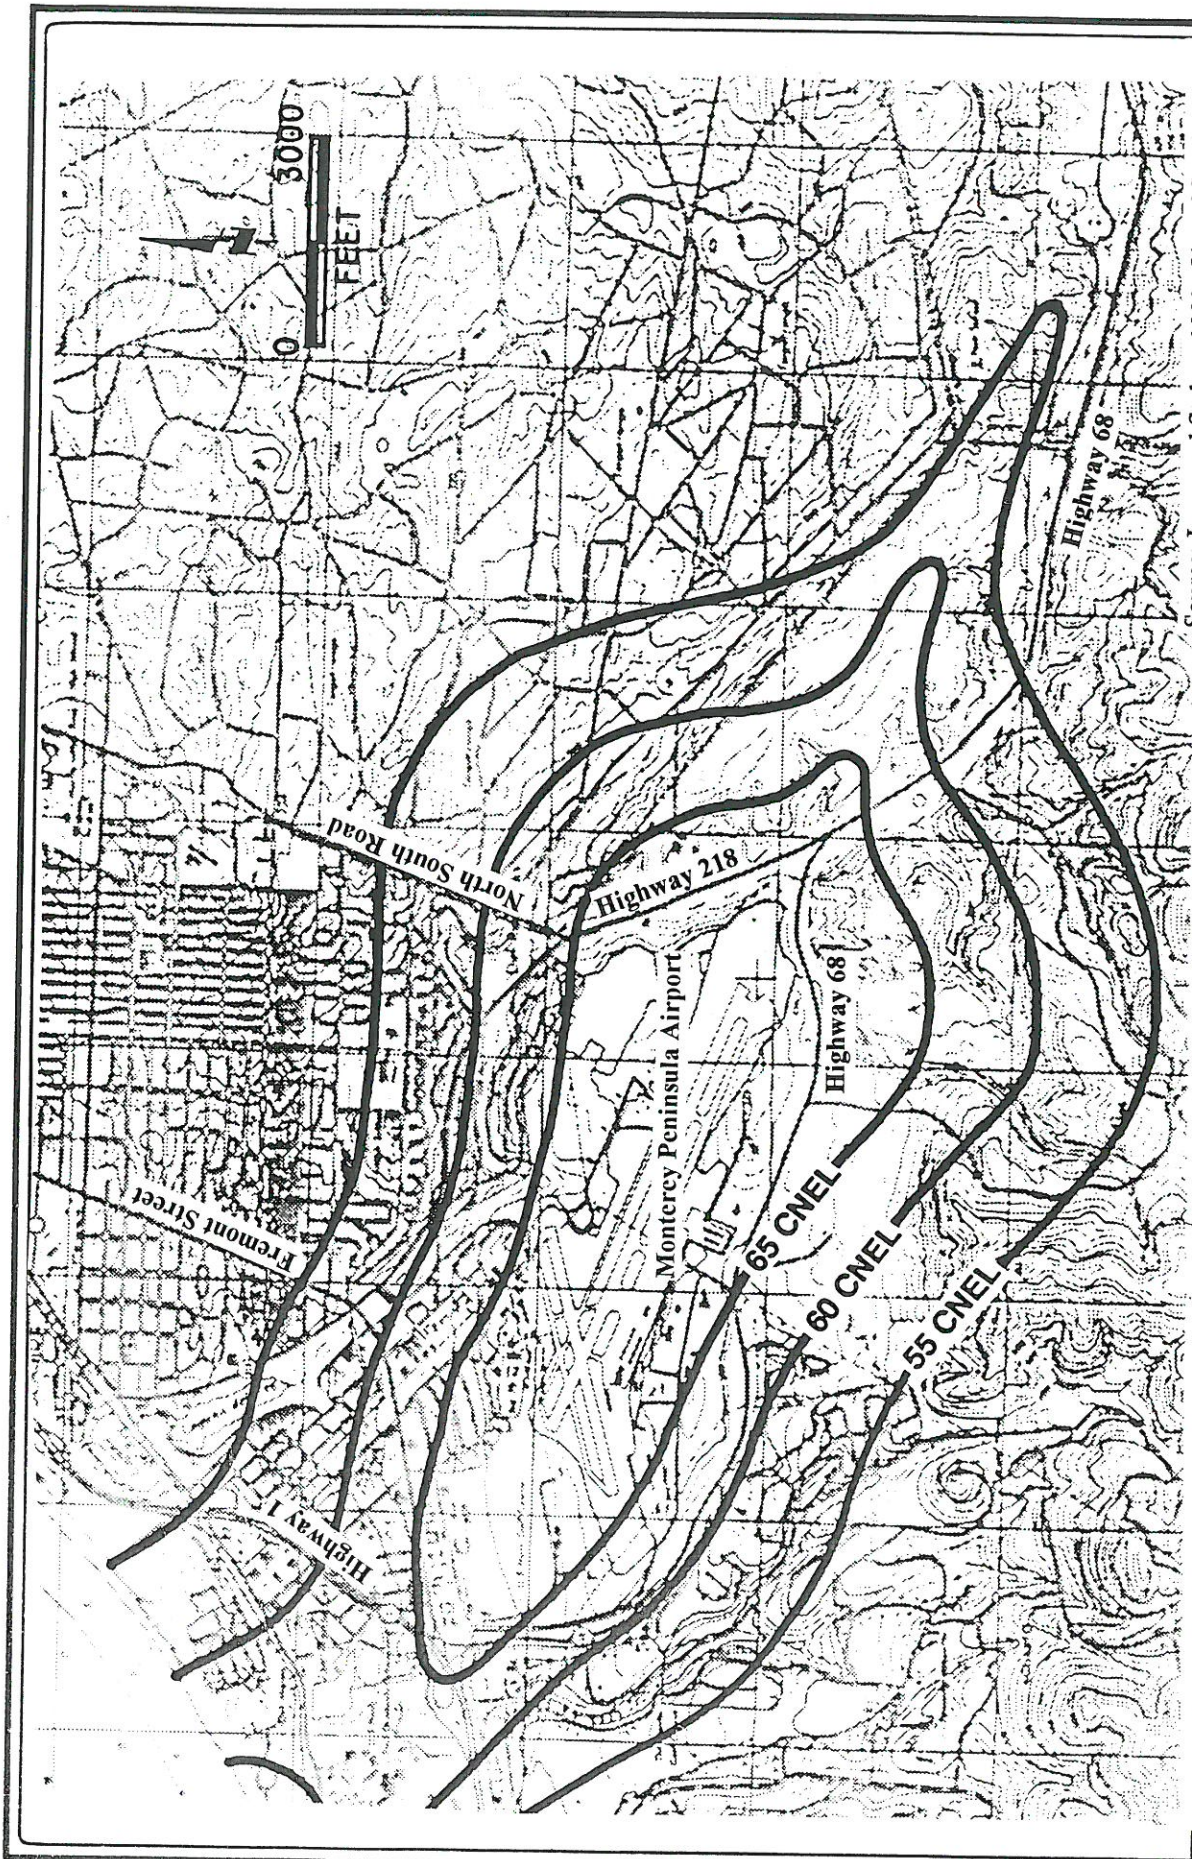 0
3000
FEET
Fremont Street
North South Road
Highway 1
Highway 218
Monterey Peninsula Airport
Highway 68
Highway 68
65 CNEL
60 CNEL
55 CNEL